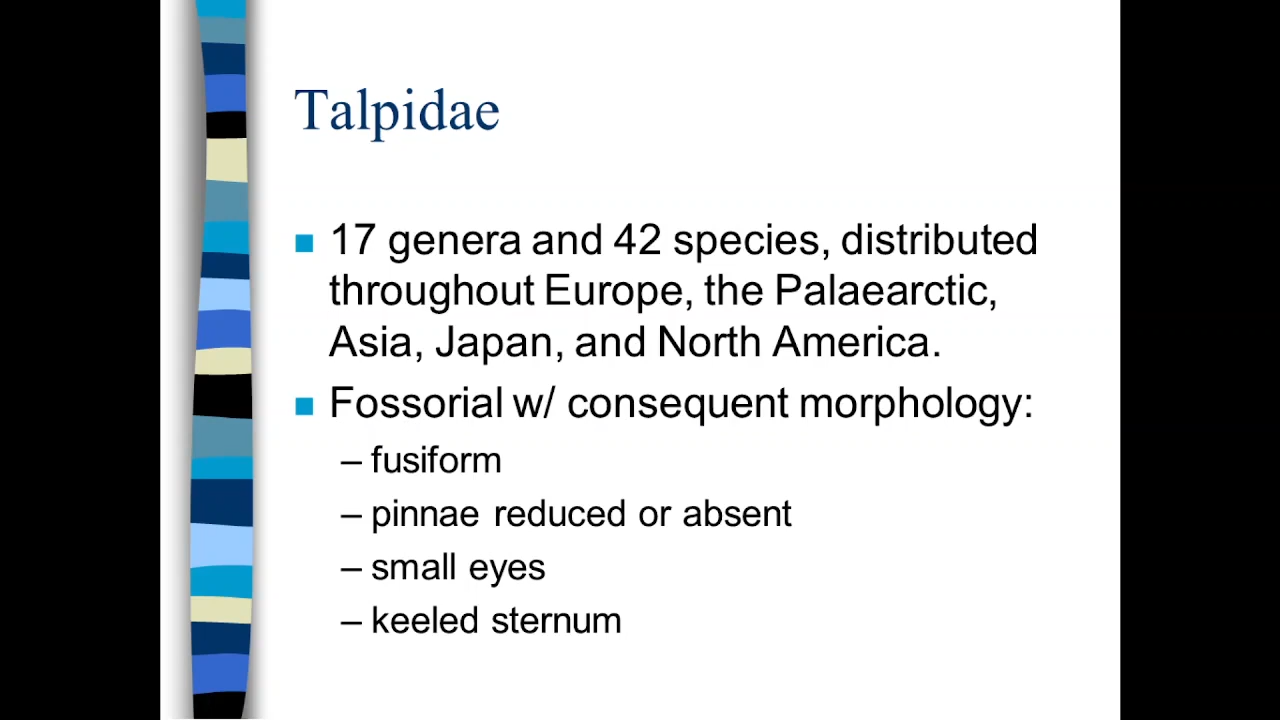 Talpidae
17 genera and 42 species, distributed
throughout Europe, the Palaearctic,
Asia, Japan, and North America.
Fossorial w/ consequent morphology:
– fusiform
– pinnae reduced or absent
– small eyes
– keeled sternum